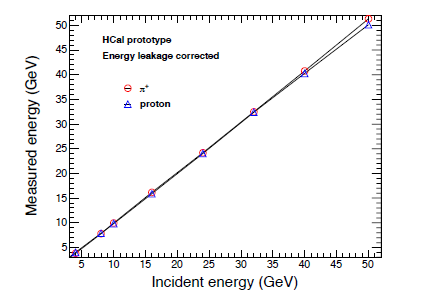 HCal prototype
Energy leakage corrected
π⁺
proton
Measured energy (GeV)
50
45
40
35
30
25
20
15
10
5
5 10 15 20 25 30 35 40 45 50
Incident energy (GeV)